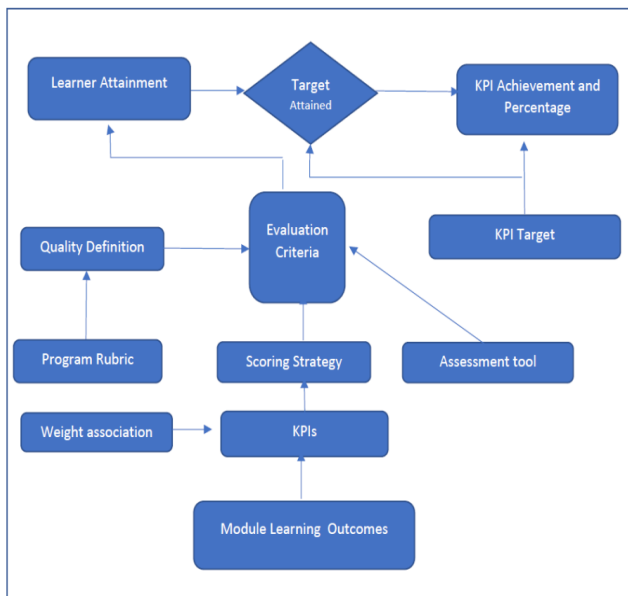 Learner Attainment
Target
Attained
KPI Achievement and
Percentage
Evaluation
Criteria
Quality Definition
KPI Target
Program Rubric
Scoring Strategy
Assessment tool
Weight association
KPIs
Module Learning Outcomes